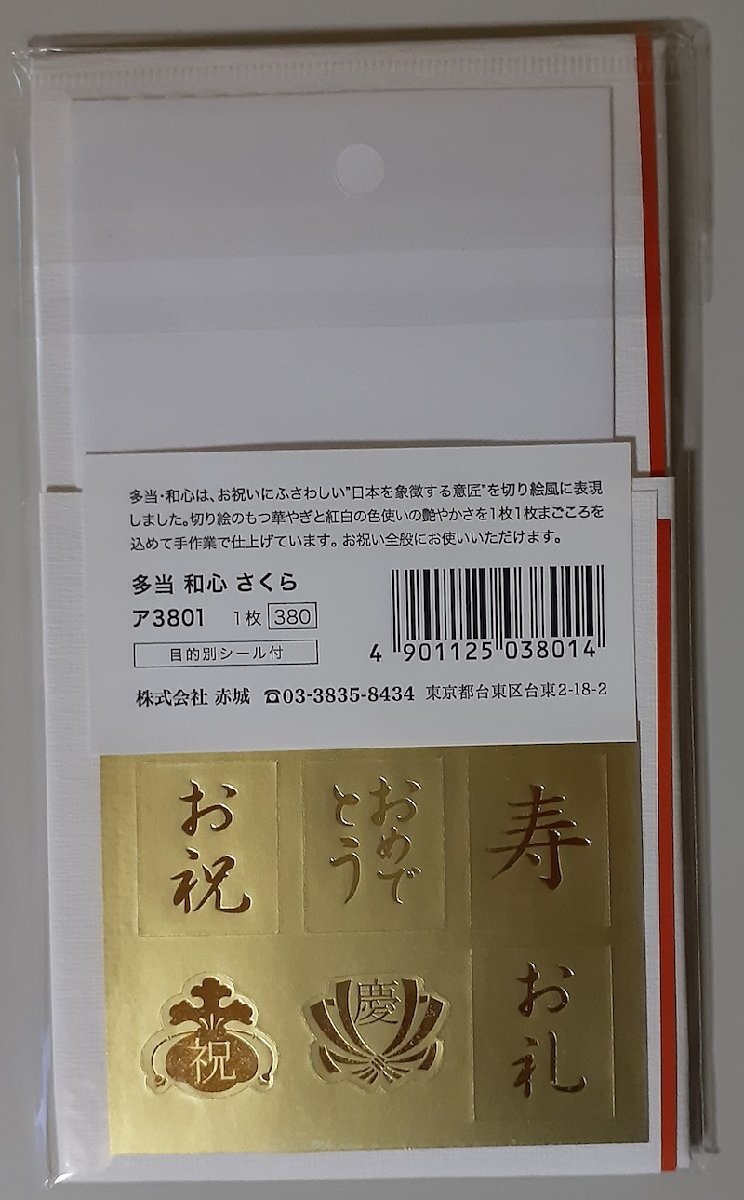 多当・和心は、お祝いにふさわしい"日本を象徴する意匠"を切り絵風に表現
しました。切り絵のもつ華やぎと紅白の色使いの艶やかさを1枚1枚まごころを
込めて手作業で仕上げています。お祝い全般にお使いいただけます。
多当 和心 さくら
ア3801 1枚 380
目的別シール付
4 901125 038014
株式会社 赤城 ☎03-3835-8434 東京都台東区台東2-18-2
お祝
おめで
とう
寿
祝
慶
お礼